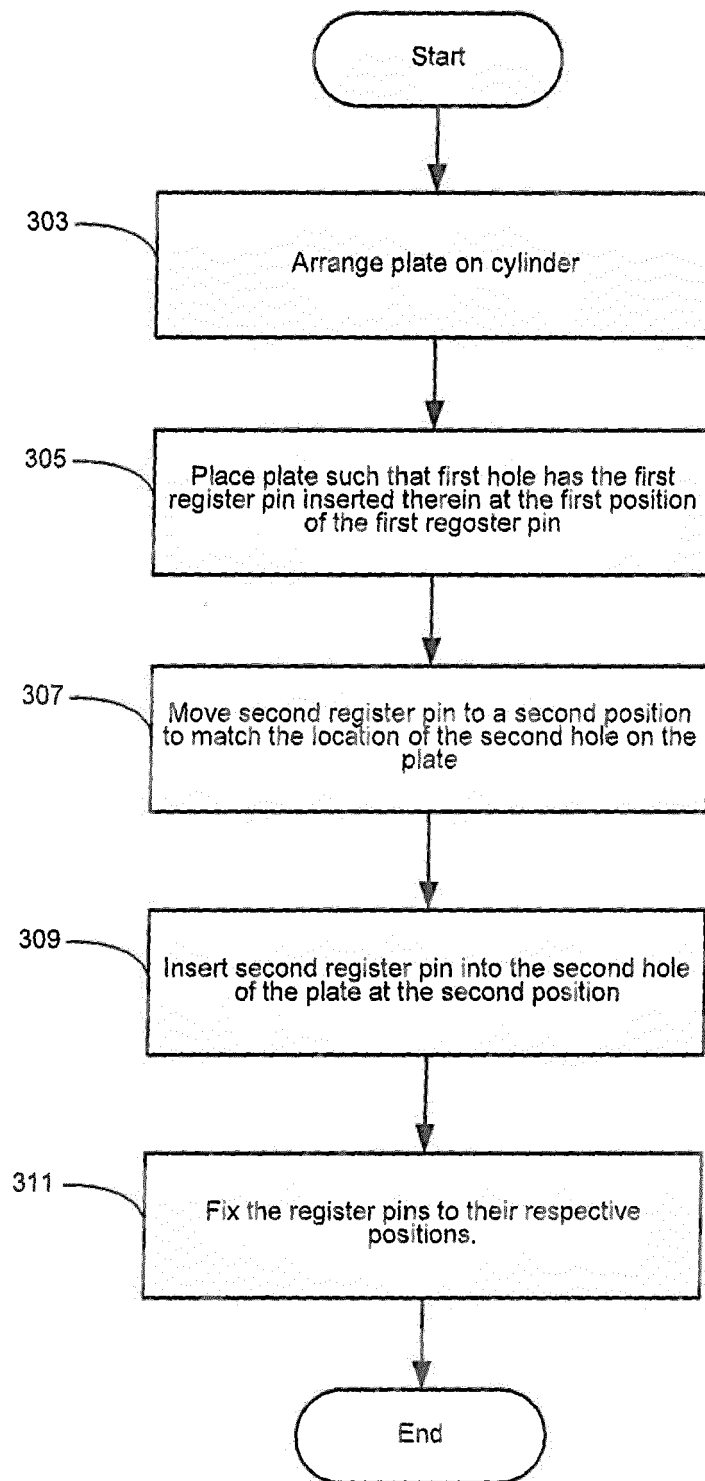 Start
303
Arrange plate on cylinder
305
Place plate such that first hole has the first
register pin inserted therein at the first position
of the first regoster pin
307
Move second register pin to a second position
to match the location of the second hole on the
plate
309
Insert second register pin into the second hole
of the plate at the second position
311
Fix the register pins to their respective
positions.
End